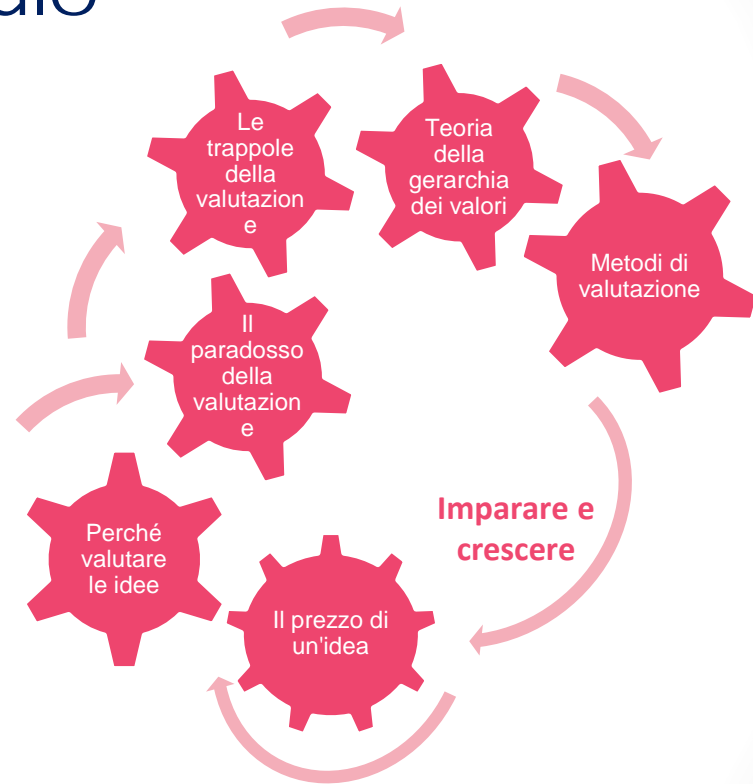 Le
trappole
della
valutazion
e
Teoria
della
gerarchia
dei valori
Metodi di
valutazione
Il
paradosso
della
valutazion
e
Imparare e
crescere
Perché
valutare
le idee
Il prezzo di
un'idea